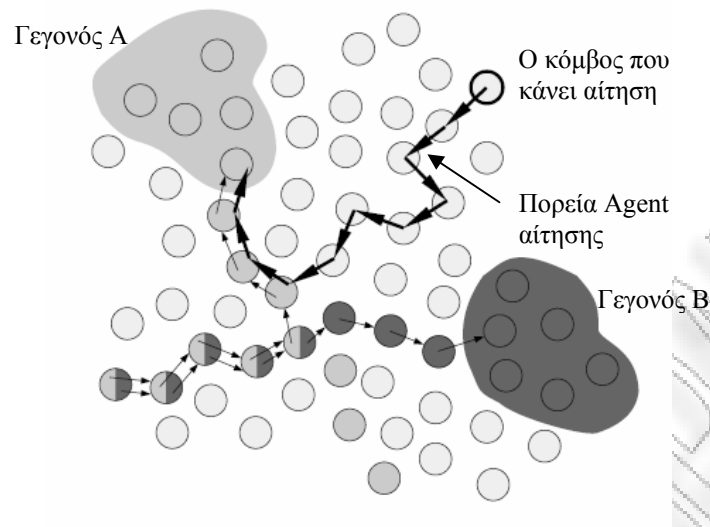 Γεγονός Α
Ο κόμβος που
κάνει αίτηση
Πορεία Agent
αίτησης
Γεγονός Β